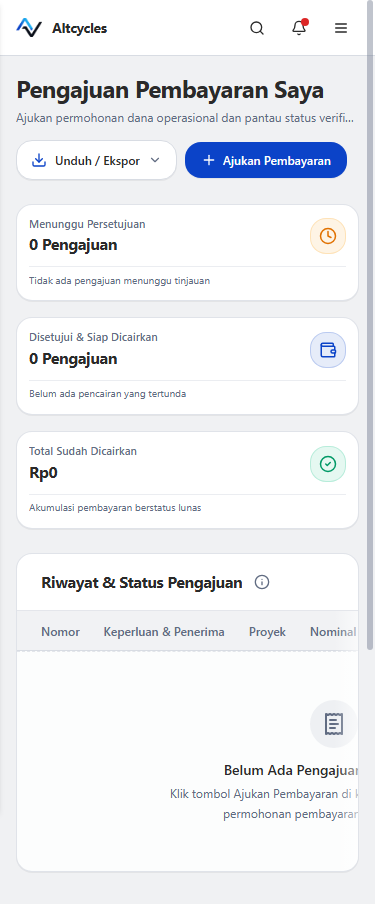 Altcycles
Pengajuan Pembayaran Saya
Ajukan permohonan dana operasional dan pantau status verifi...
Unduh / Ekspor
Ajukan Pembayaran
Menunggu Persetujuan
0 Pengajuan
Tidak ada pengajuan menunggu tinjauan
Disetujui & Siap Dicairkan
0 Pengajuan
Belum ada pencairan yang tertunda
Total Sudah Dicairkan
Rp0
Akumulasi pembayaran berstatus lunas
Riwayat & Status Pengajuan
Nomor Keperluan & Penerima Proyek Nominal
Belum Ada Pengajuan
Klik tombol Ajukan Pembayaran di
permohonan pembayaran